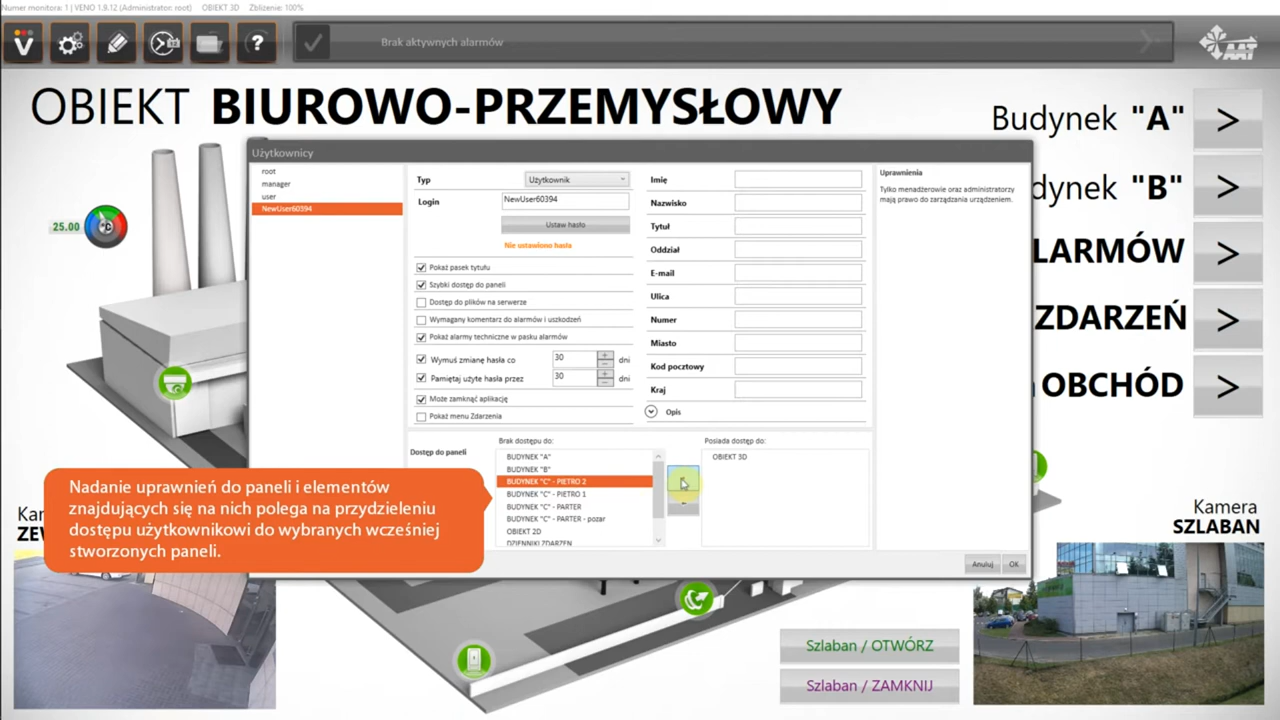 Numer monitora: 1 | VENO 1.9.12 (Administrator: root) OBIEKT 3D Zbliżenie: 100%
Brak aktywnych alarmów
AAT
OBIEKT BIUROWO-PRZEMYSŁOWY
Budynek "A" >
dynek "B" >
LARMÓW >
ZDARZEŃ >
OBCHÓD >
25.00
Użytkownicy
root
manager
user
NewUser60394
Typ Użytkownik
Login NewUser60394
Ustaw hasło
Nie ustawiono hasła
Pokaż pasek tytułu
Szybki dostęp do paneli
Dostęp do plików na serwerze
Wymagany komentarz do alarmów i uszkodzeń
Pokaż alarmy techniczne w pasku alarmów
Wymuś zmianę hasła co 30 dni
Pamiętaj użyte hasła przez 30 dni
Może zamknąć aplikację
Pokaż menu Zdarzenia
Imię
Nazwisko
Tytuł
Oddział
E-mail
Ulica
Numer
Miasto
Kod pocztowy
Kraj
Opis
Uprawnienia
Tylko menadżerowie oraz administratorzy
mają prawo do zarządzania urządzeniem.
Dostęp do paneli
Brak dostępu do:
BUDYNEK "A"
BUDYNEK "B"
BUDYNEK "C" - PIETRO 2
BUDYNEK "C" - PIETRO 1
BUDYNEK "C" - PARTER
BUDYNEK "C" - PARTER - pozar
OBIEKT 2D
DZIENNIKI ZDARZEŃ
Posiada dostęp do:
OBIEKT 3D
Anuluj OK
Nadanie uprawnień do paneli i elementów
znajdujących się na nich polega na przydzieleniu
dostępu użytkownikowi do wybranych wcześniej
stworzonych paneli.
Kamera
SZLABAN
Szlaban / OTWÓRZ
Szlaban / ZAMKNIJ